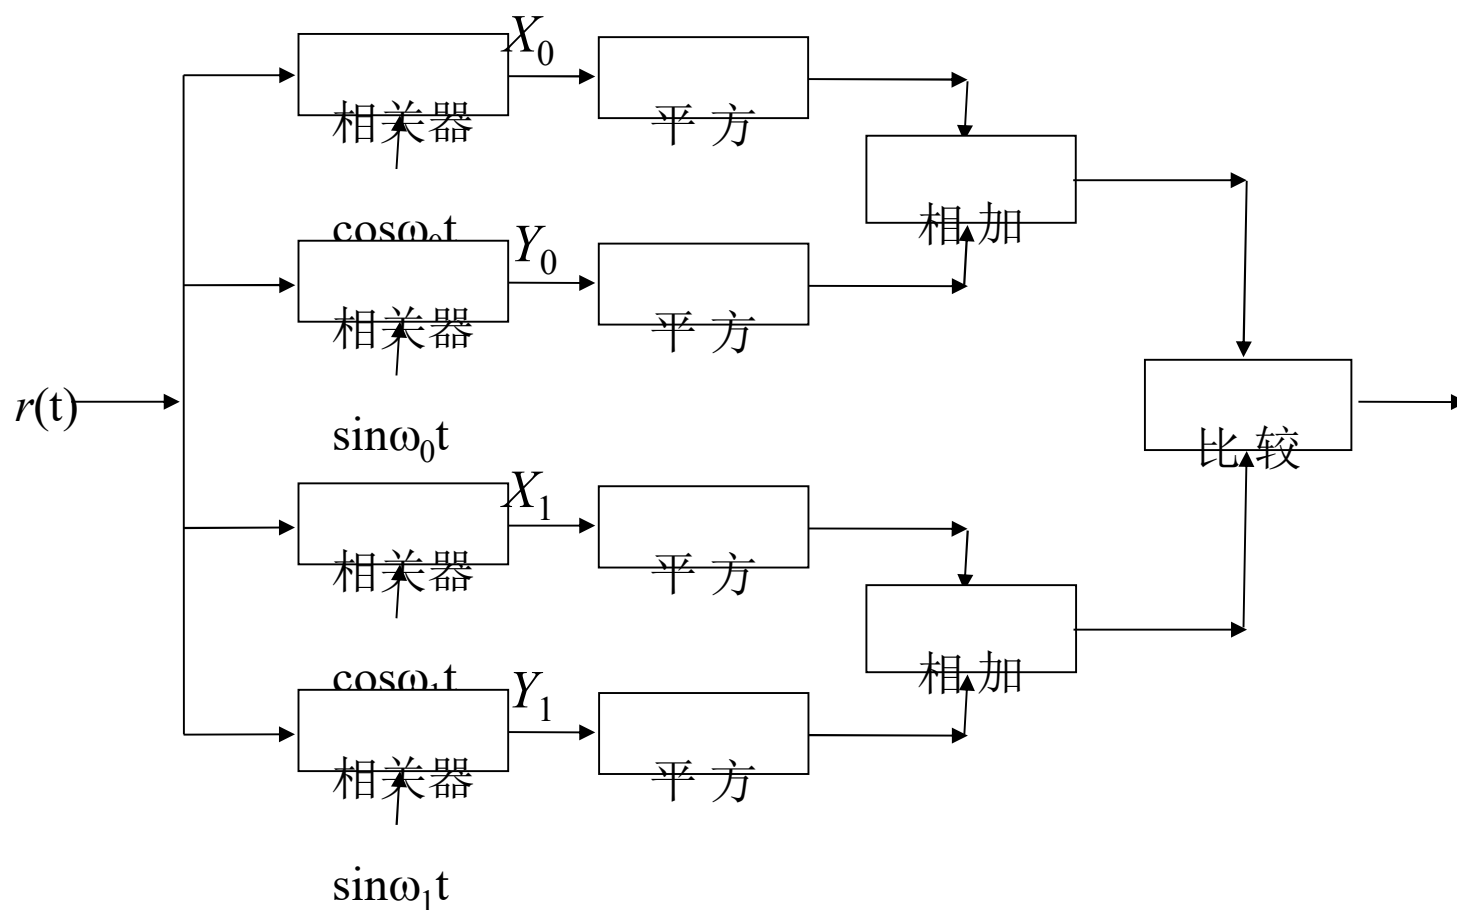 X₀
相关器
平 方
cosω₀t
相 加
Y₀
相关器
平 方
r(t)
sinω₀t
比 较
X₁
相关器
平 方
cosω₁t
相 加
Y₁
相关器
平 方
sinω₁t